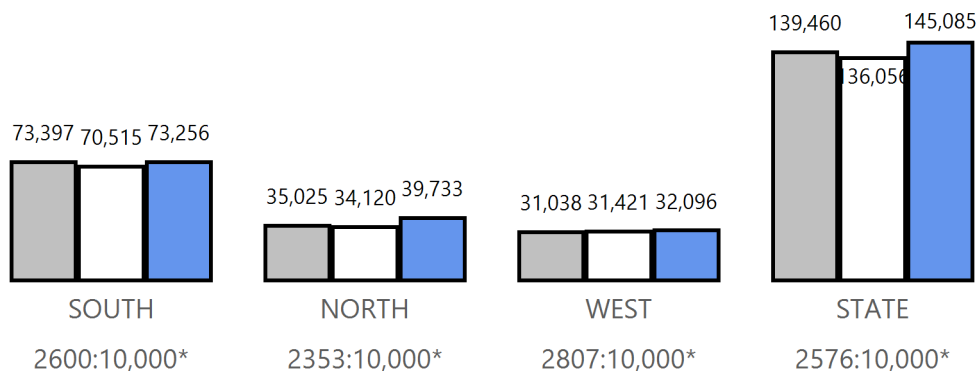 139,460 136,056 145,085
73,397 70,515 73,256
35,025 34,120 39,733
31,038 31,421 32,096
SOUTH NORTH WEST STATE
2600:10,000* 2353:10,000* 2807:10,000* 2576:10,000*